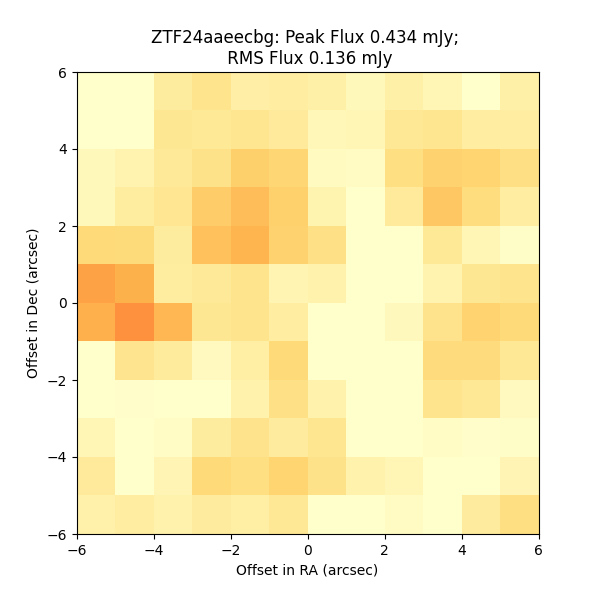 ZTF24aaeecbg: Peak Flux 0.434 mJy;
RMS Flux 0.136 mJy
6
4
2
0
−2
−4
−6
Offset in Dec (arcsec)
−6 −4 −2 0 2 4 6
Offset in RA (arcsec)